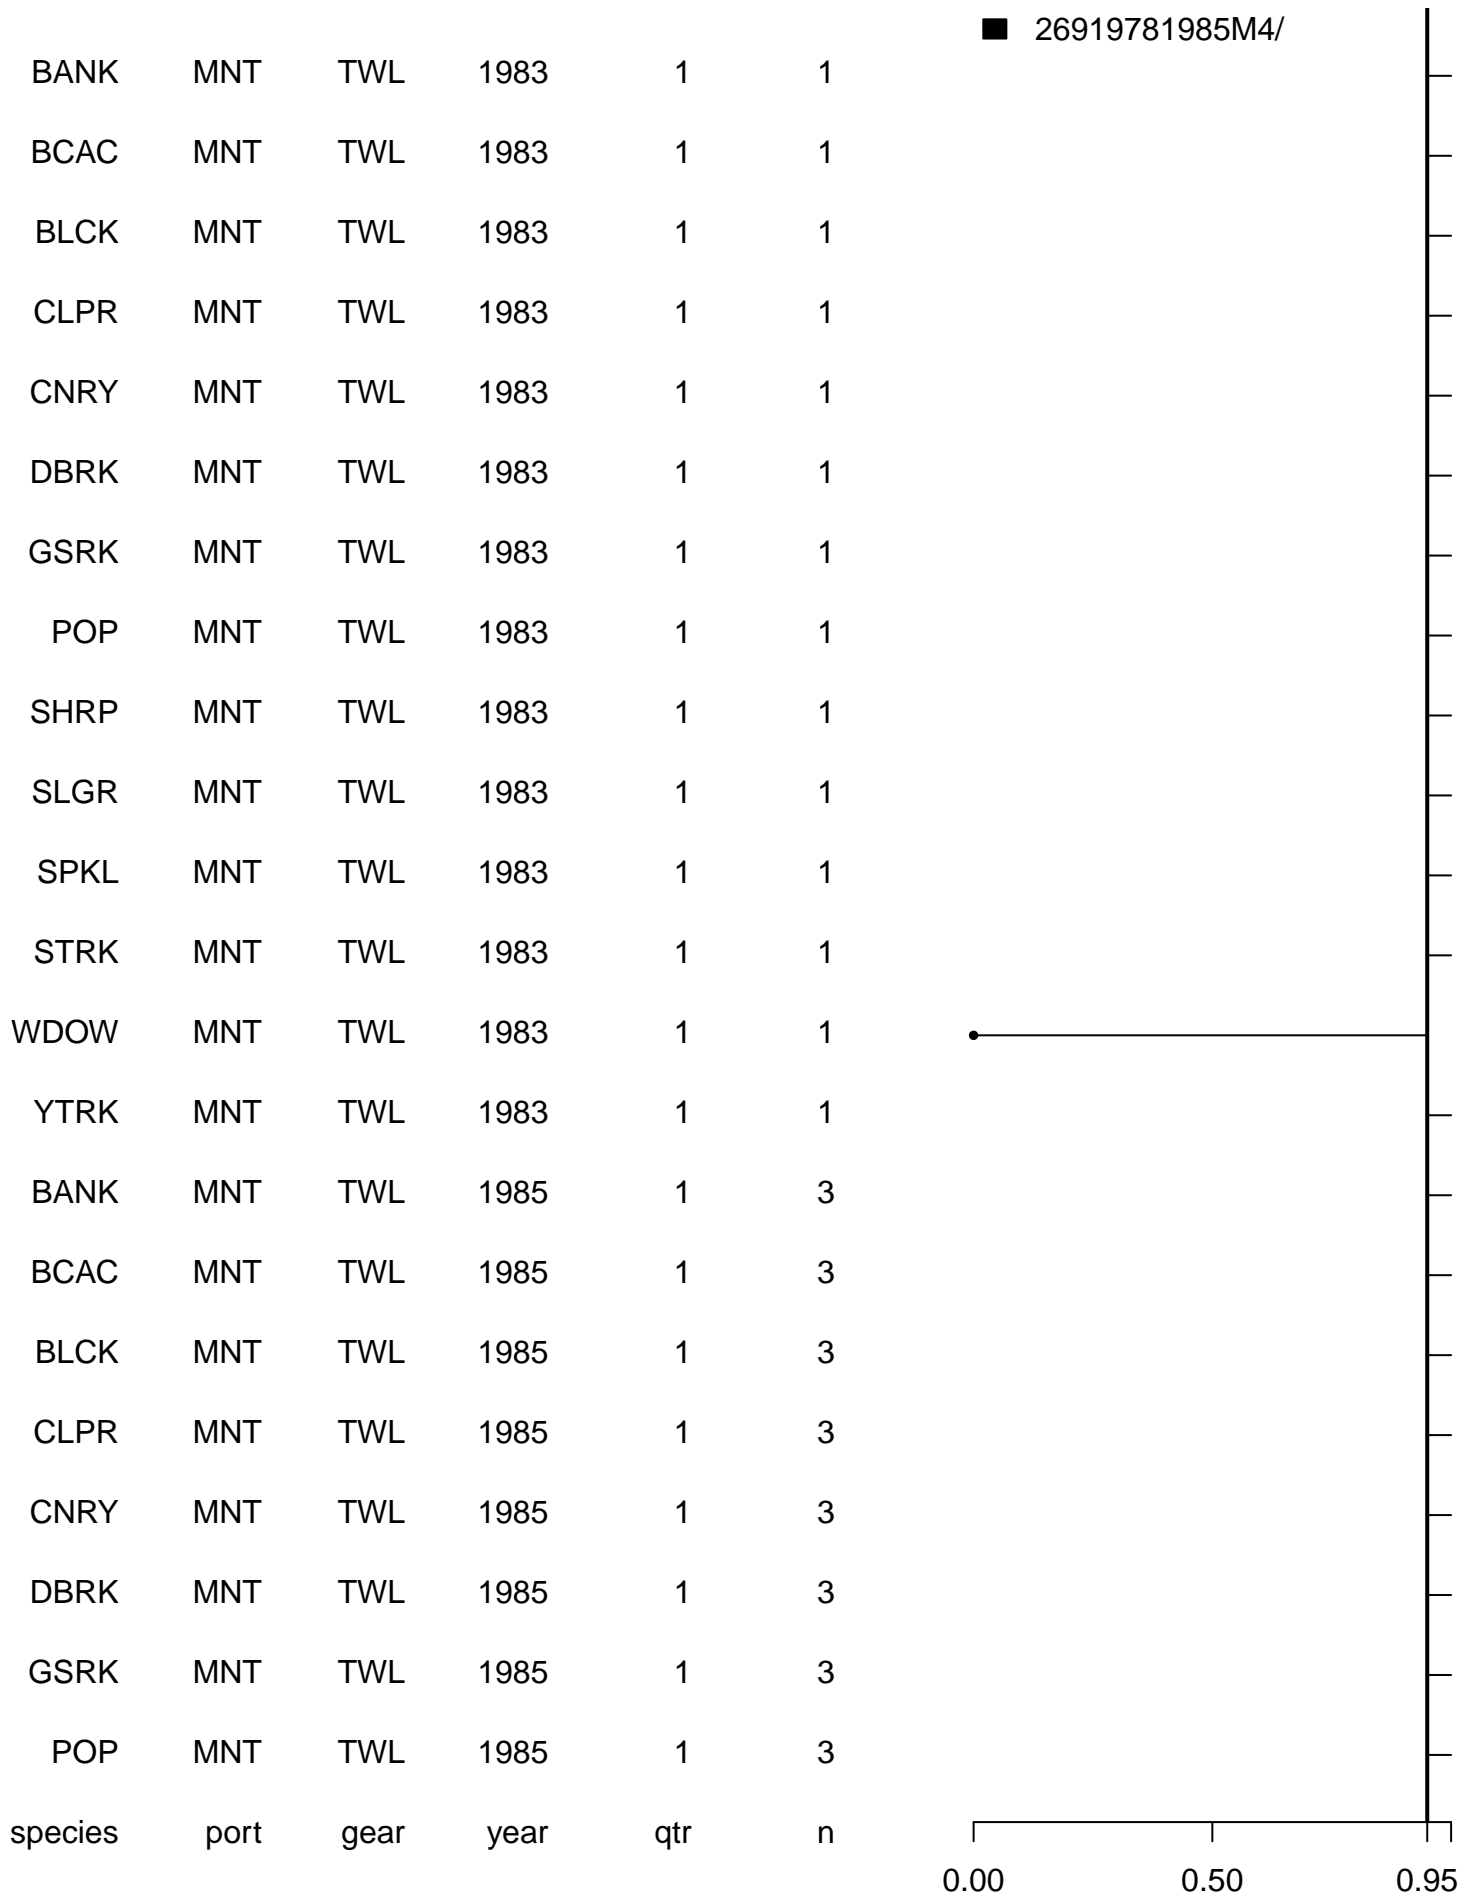 26919781985M4/
BANK MNT TWL 1983 1 1
BCAC MNT TWL 1983 1 1
BLCK MNT TWL 1983 1 1
CLPR MNT TWL 1983 1 1
CNRY MNT TWL 1983 1 1
DBRK MNT TWL 1983 1 1
GSRK MNT TWL 1983 1 1
POP MNT TWL 1983 1 1
SHRP MNT TWL 1983 1 1
SLGR MNT TWL 1983 1 1
SPKL MNT TWL 1983 1 1
STRK MNT TWL 1983 1 1
WDOW MNT TWL 1983 1 1
YTRK MNT TWL 1983 1 1
BANK MNT TWL 1985 1 3
BCAC MNT TWL 1985 1 3
BLCK MNT TWL 1985 1 3
CLPR MNT TWL 1985 1 3
CNRY MNT TWL 1985 1 3
DBRK MNT TWL 1985 1 3
GSRK MNT TWL 1985 1 3
POP MNT TWL 1985 1 3
species port gear year qtr n
0.00 0.50 0.95